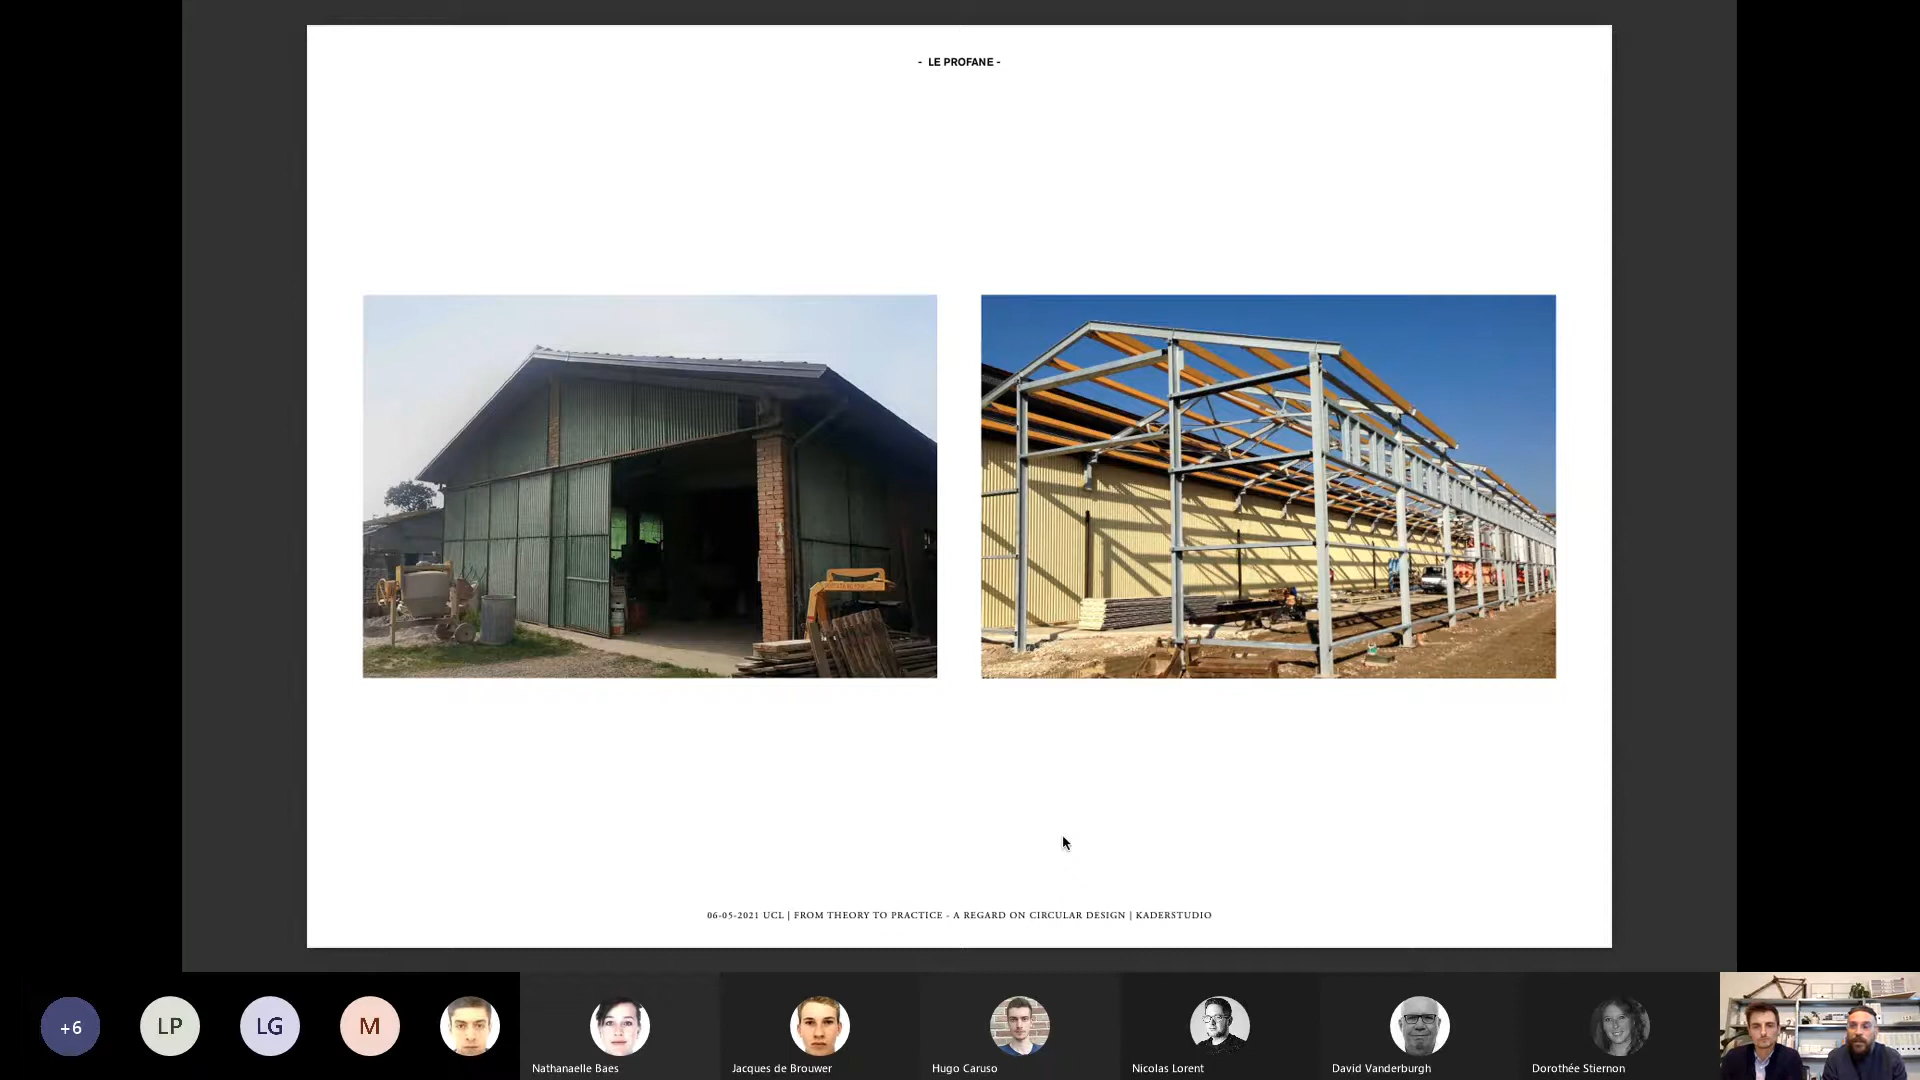 - LE PROFANE -
06-05-2021 UCL | FROM THEORY TO PRACTICE - A REGARD ON CIRCULAR DESIGN | KADERSTUDIO
+6
LP
LG
M
Nathanaelle Baes
Jacques de Brouwer
Hugo Caruso
Nicolas Lorent
David Vanderburgh
Dorothée Stiernon